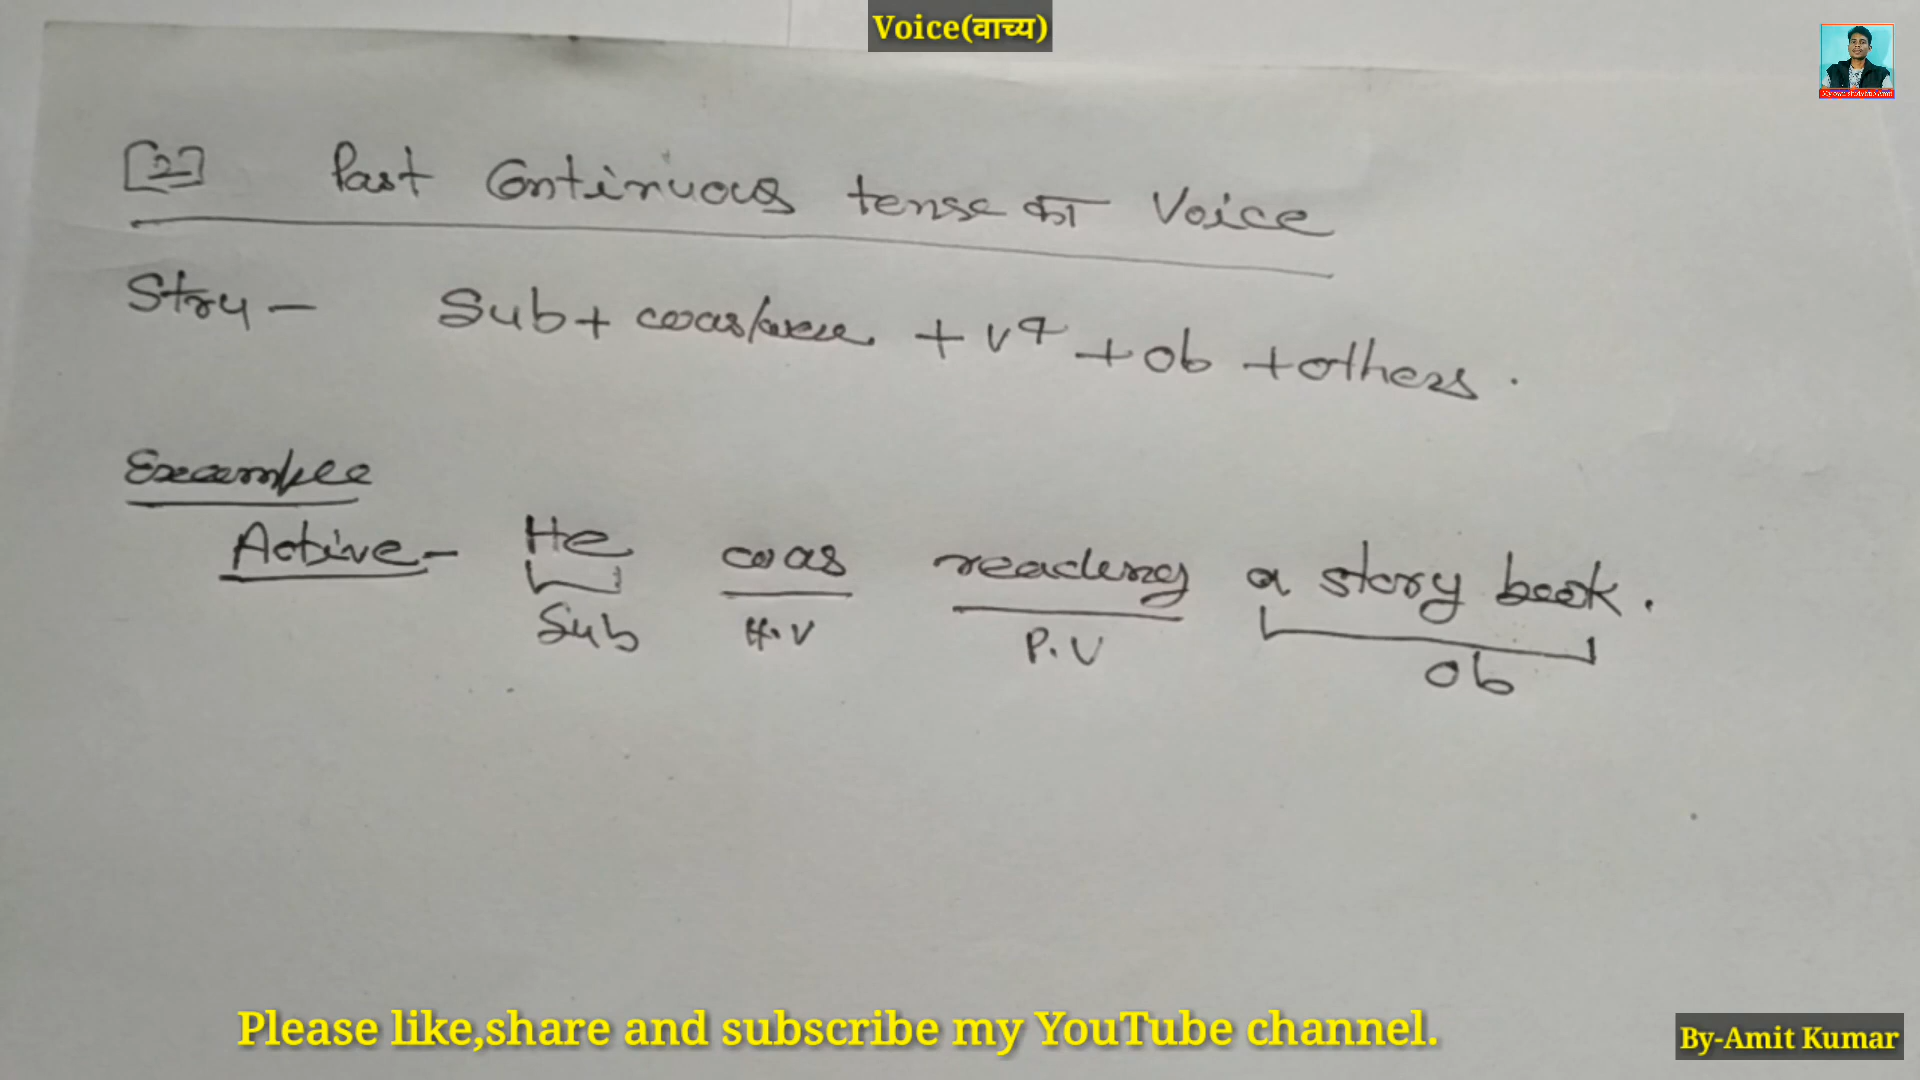 Voice(वाच्य)
[2] Past Continuous tense का Voice
Stru - Sub + was/were + v4 + ob + others.
Example
Active - He was reading a story book.
Sub H.V P.V ob
Please like,share and subscribe my YouTube channel.
By-Amit Kumar